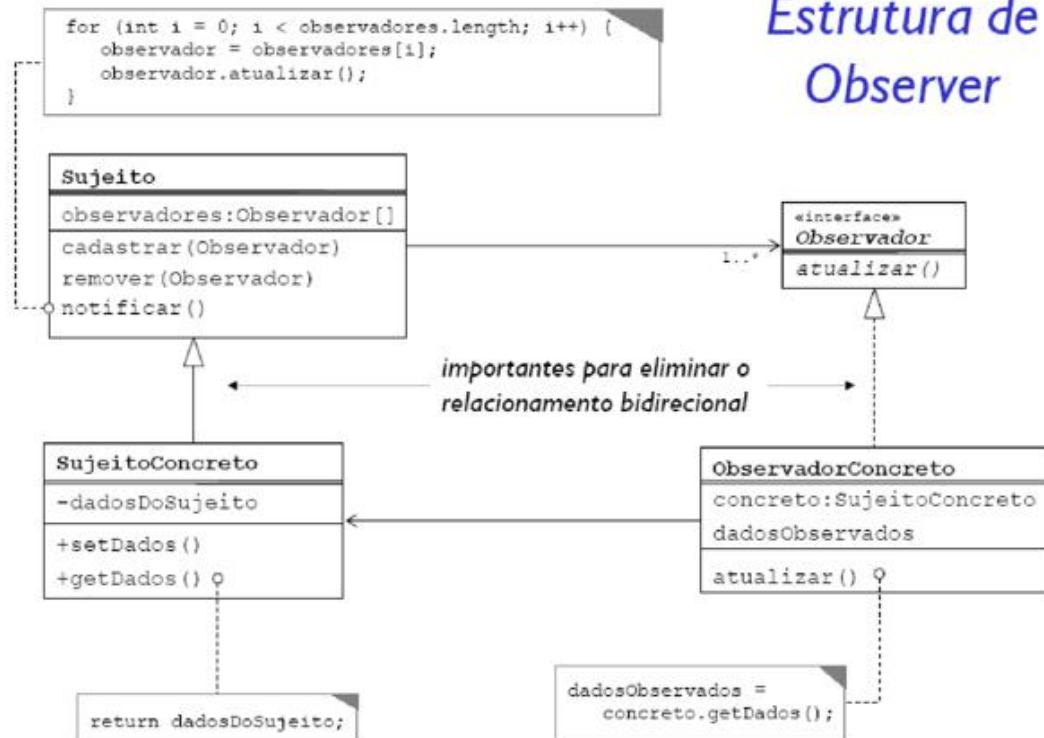 for (int i = 0; i < observadores.length; i++) {
observador = observadores[i];
observador.atualizar();
}
Estrutura de
Observer
Sujeito
observadores:Observador[]
cadastrar(Observador)
remover(Observador)
notificar()
1..*
«interface»
Observador
atualizar()
importantes para eliminar o
relacionamento bidirecional
SujeitoConcreto
-dadosDoSujeito
+setDados()
+getDados()
ObservadorConcreto
concreto:SujeitoConcreto
dadosObservados
atualizar()
return dadosDoSujeito;
dadosObservados =
concreto.getDados();